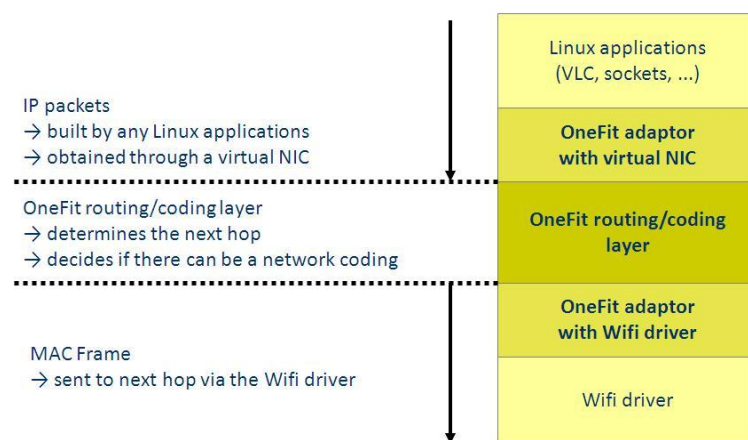 IP packets
→ built by any Linux applications
→ obtained through a virtual NIC
OneFit routing/coding layer
→ determines the next hop
→ decides if there can be a network coding
MAC Frame
→ sent to next hop via the Wifi driver
Linux applications
(VLC, sockets, ...)
OneFit adaptor
with virtual NIC
OneFit routing/coding
layer
OneFit adaptor
with Wifi driver
Wifi driver